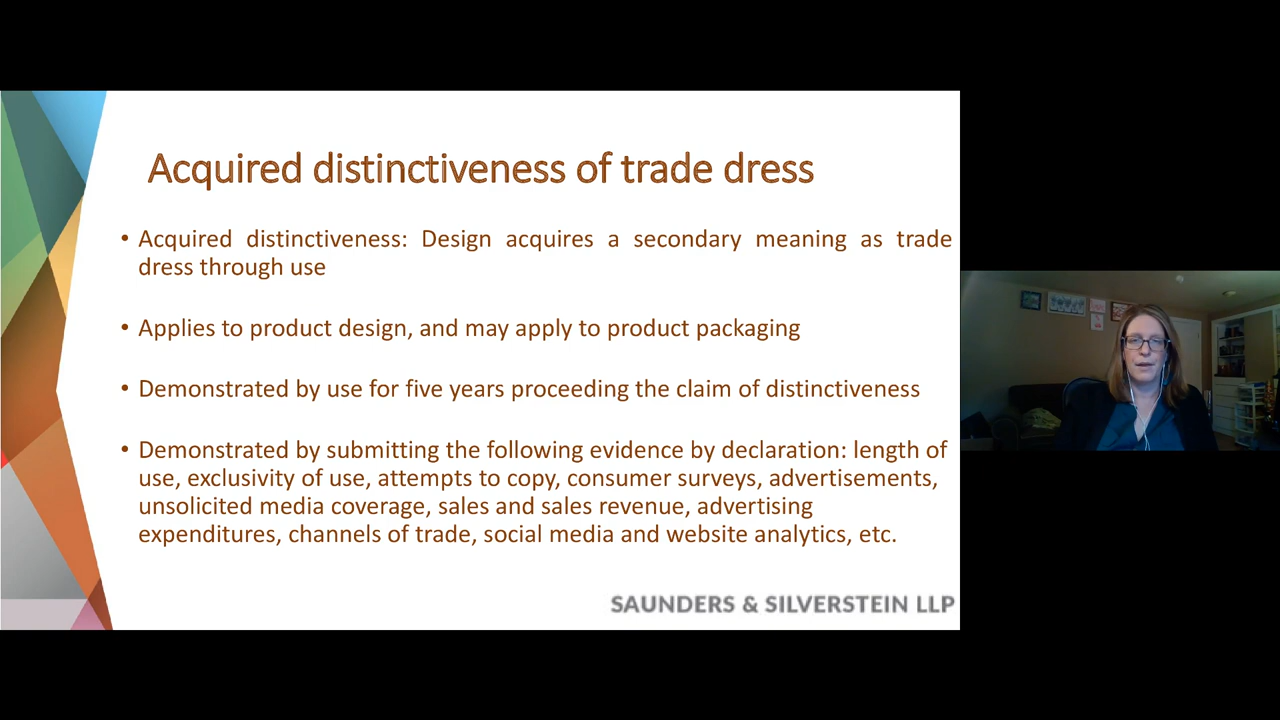 Acquired distinctiveness of trade dress
• Acquired distinctiveness: Design acquires a secondary meaning as trade
dress through use
• Applies to product design, and may apply to product packaging
• Demonstrated by use for five years proceeding the claim of distinctiveness
• Demonstrated by submitting the following evidence by declaration: length of
use, exclusivity of use, attempts to copy, consumer surveys, advertisements,
unsolicited media coverage, sales and sales revenue, advertising
expenditures, channels of trade, social media and website analytics, etc.
SAUNDERS & SILVERSTEIN LLP